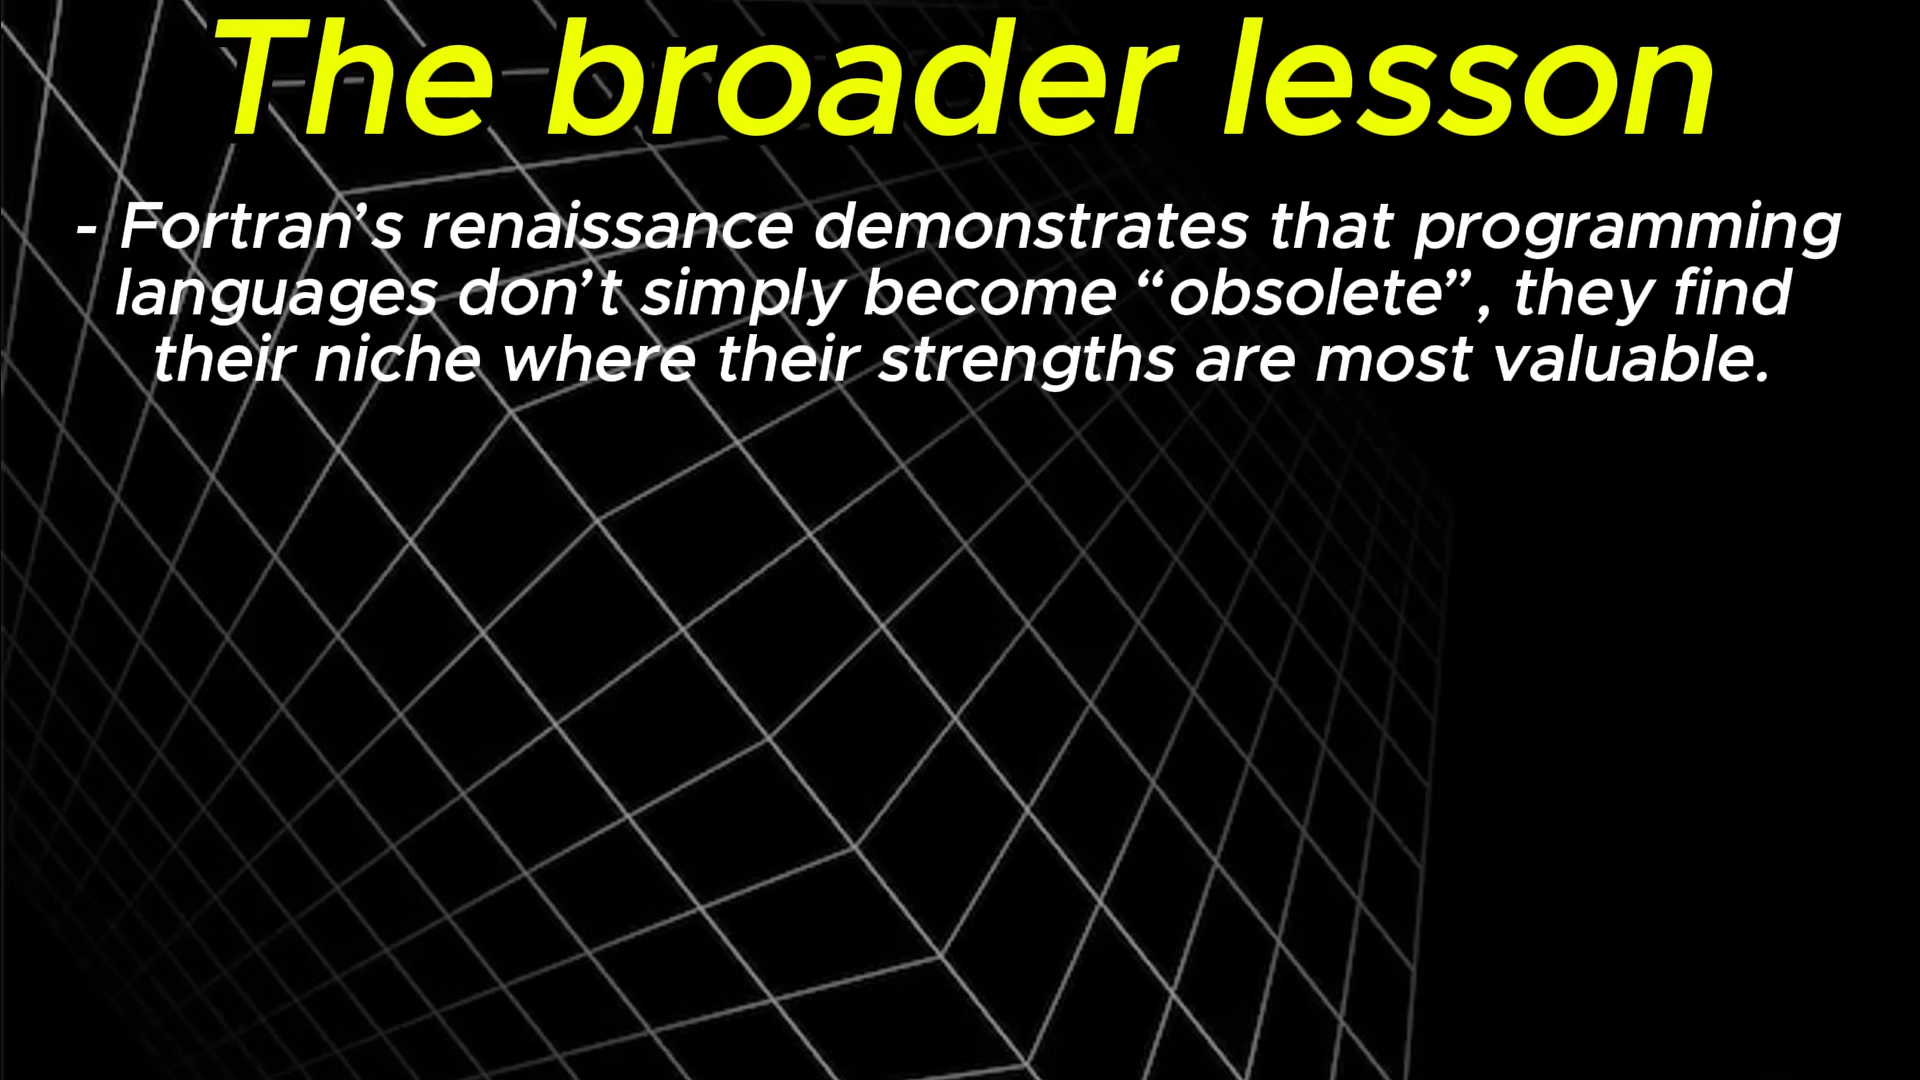 The broader lesson
- Fortran’s renaissance demonstrates that programming
languages don’t simply become “obsolete”, they find
their niche where their strengths are most valuable.